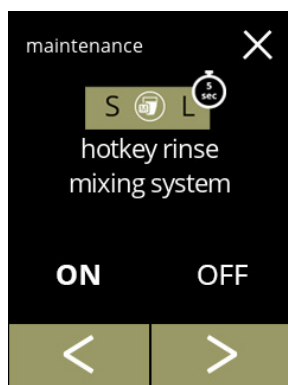 maintenance
S L
5
sec
hotkey rinse
mixing system
ON OFF